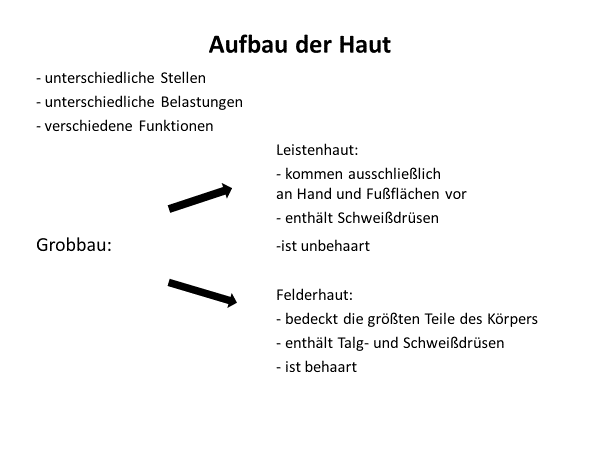 Aufbau der Haut
- unterschiedliche Stellen
- unterschiedliche Belastungen
- verschiedene Funktionen
Leistenhaut:
- kommen ausschließlich
an Hand und Fußflächen vor
- enthält Schweißdrüsen
Grobbau:
-ist unbehaart
Felderhaut:
- bedeckt die größten Teile des Körpers
- enthält Talg- und Schweißdrüsen
- ist behaart